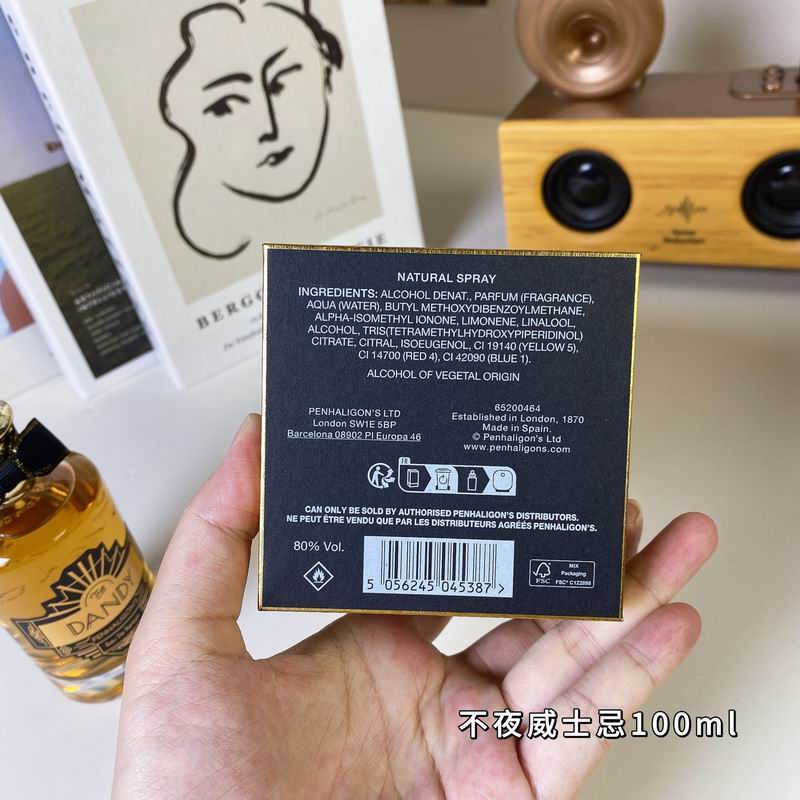 NATURAL SPRAY
INGREDIENTS: ALCOHOL DENAT., PARFUM (FRAGRANCE),
AQUA (WATER), BUTYL METHOXYDIBENZOYLMETHANE,
ALPHA-ISOMETHYL IONONE, LIMONENE, LINALOOL,
ALCOHOL, TRIS(TETRAMETHYLHYDROXYPIPERIDINOL)
CITRATE, CITRAL, ISOEUGENOL, CI 19140 (YELLOW 5),
CI 14700 (RED 4), CI 42090 (BLUE 1).
ALCOHOL OF VEGETAL ORIGIN
PENHALIGON'S LTD
London SW1E 5BP
Barcelona 08902 Pl Europa 46
65200464
Established in London, 1870
Made in Spain.
© Penhaligon's Ltd
www.penhaligons.com
FR
CAN ONLY BE SOLD BY AUTHORISED PENHALIGON'S DISTRIBUTORS.
NE PEUT ÊTRE VENDU QUE PAR LES DISTRIBUTEURS AGRÉÉS PENHALIGON'S.
80% Vol.
5 056245 045387 >
FSC
MIX
Packaging
FSC® C122898
The
DANDY
不夜威士忌100ml